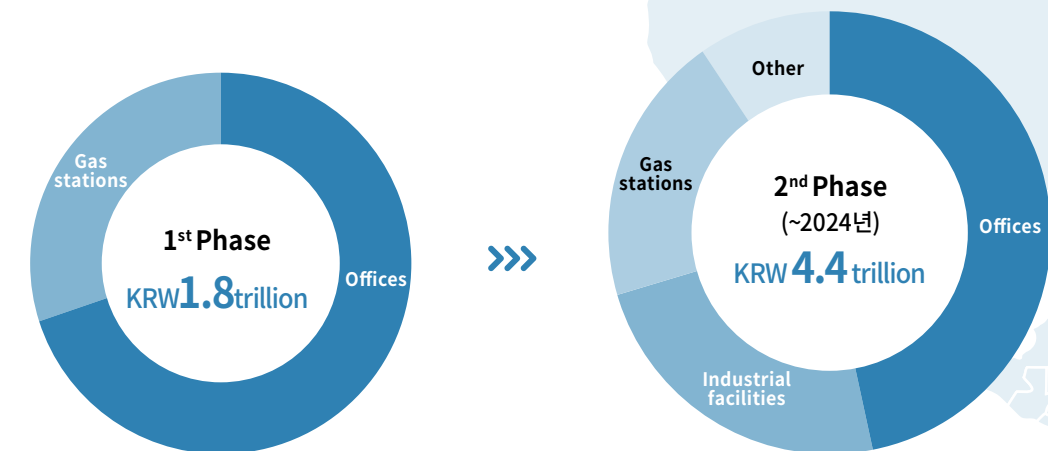 Gas
stations
1st Phase
KRW1.8trillion
Offices
Other
Gas
stations
2nd Phase
(~2024년)
KRW 4.4 trillion
Offices
Industrial
facilities